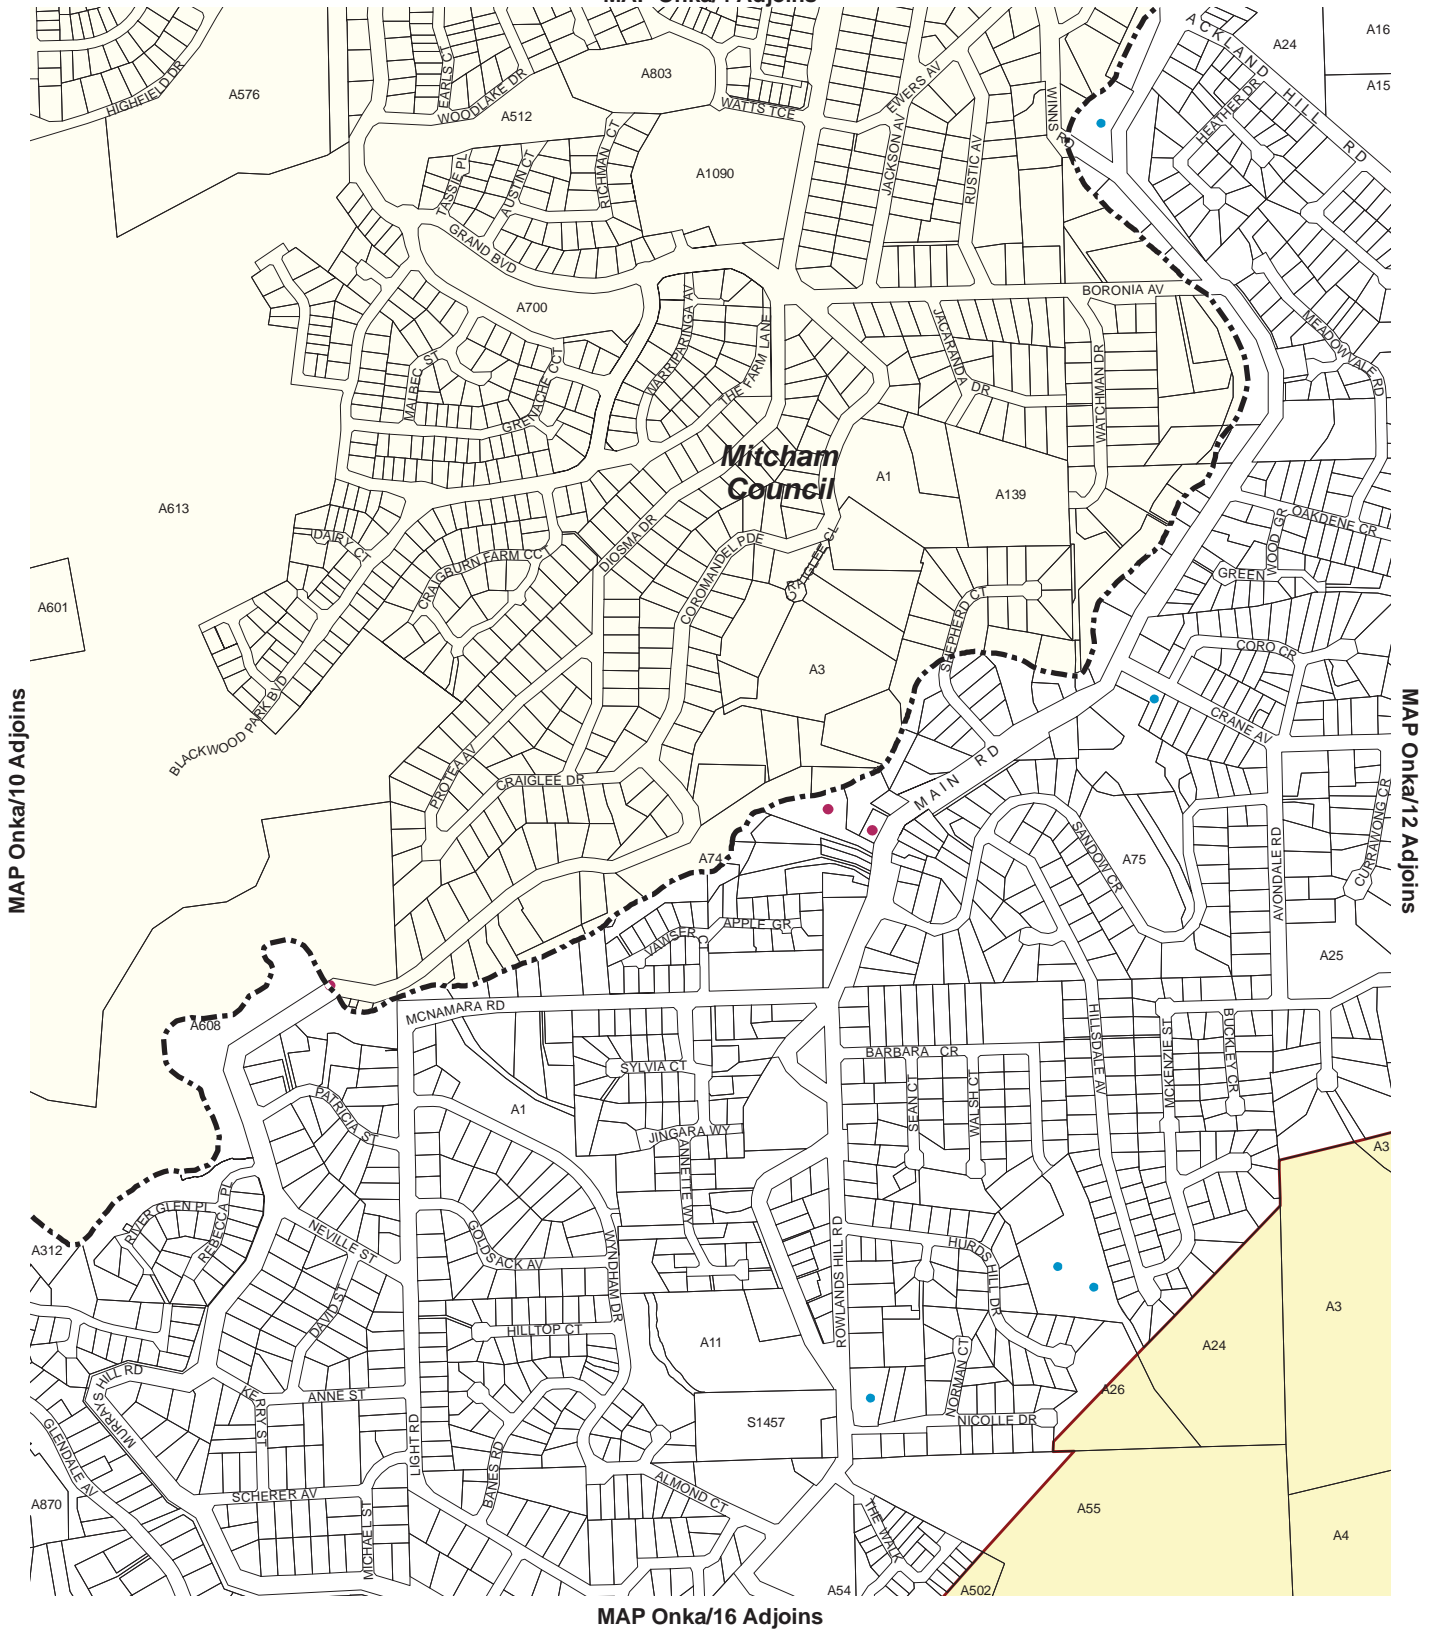 ACKLAND HILL RD
A16
A24
A803
A15
EARLS CT
HIGHFIELD DR
A576
WOODLAKE DR
EWERS AV
WATTS TCE
WINNS RD
HEATHER DR
A512
RICHMAN CT
JACKSON AV
RUSTIC AV
TASSIE PL
AUSTIN CT
A1090
GRAND BVD
BORONIA AV
A700
WARRIPARINGA AV
THE FARM LANE
JACARANDA DR
MEADOWVALE RD
MALBEC ST
GRENACHE CCT
WATCHMAN DR
Mitcham
Council
A1
A139
A613
DAIRY CT
DIOSMA DR
OAKDENE CR
WOOD GR
CRAIGBURN FARM CC
COROMANDEL PDE
CRAIGLEE CL
GREEN
A601
SHEPHERD CT
CORO CR
A3
BLACKWOOD PARK BVD
CRANE AV
MAP Onka/10 Adjoins
MAP Onka/12 Adjoins
PROTEA AV
CRAIGLEE DR
MAIN RD
CURRAWONG CR
SANDOW CR
A75
A74
AVONDALE RD
APPLE GR
VAWSER C
A25
A608
MCNAMARA RD
HILLSDALE AV
MCKENZIE ST
BUCKLEY CR
BARBARA CR
SYLVIA CT
SEAN CT
WALSH CT
PATRICIA ST
A1
JINGARA WY
ANNETTE WY
A3
RIVER GLEN PL
REBECCA PL
NEVILLE ST
GOLDSACK AV
WYNDHAM DR
ROWLANDS HILL RD
HURDS HILL DR
A312
DAVID ST
A3
HILLTOP CT
A11
A24
NORMAN CT
MURRAYS HILL RD
KERRY ST
ANNE ST
A26
GLENDALE AV
LIGHT RD
S1457
NICOLLE DR
BANES RD
ALMOND CT
SCHERER AV
A870
THE WALK
A55
MICHAEL ST
A4
A54
A502
MAP Onka/16 Adjoins